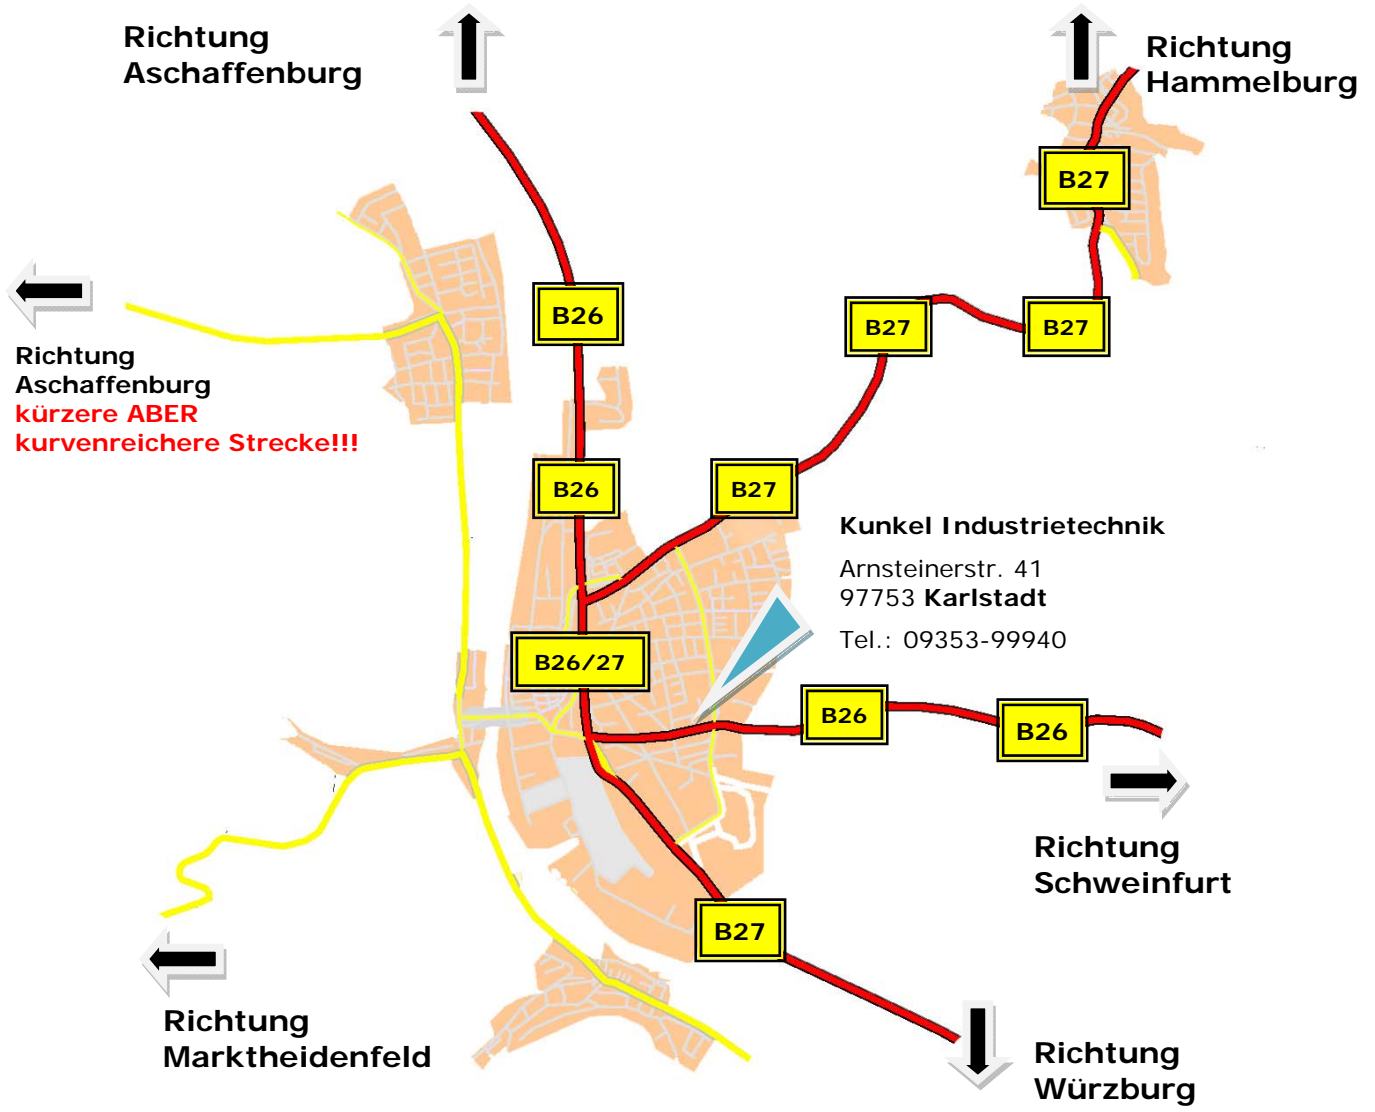 Richtung
Aschaffenburg
Richtung
Hammelburg
B27
B26
B27
B27
Richtung
Aschaffenburg
kürzere ABER
kurvenreichere Strecke!!!
B26
B27
Kunkel Industrietechnik
Arnsteinerstr. 41
97753 Karlstadt
Tel.: 09353-99940
B26/27
B26
B26
Richtung
Schweinfurt
B27
Richtung
Marktheidenfeld
Richtung
Würzburg